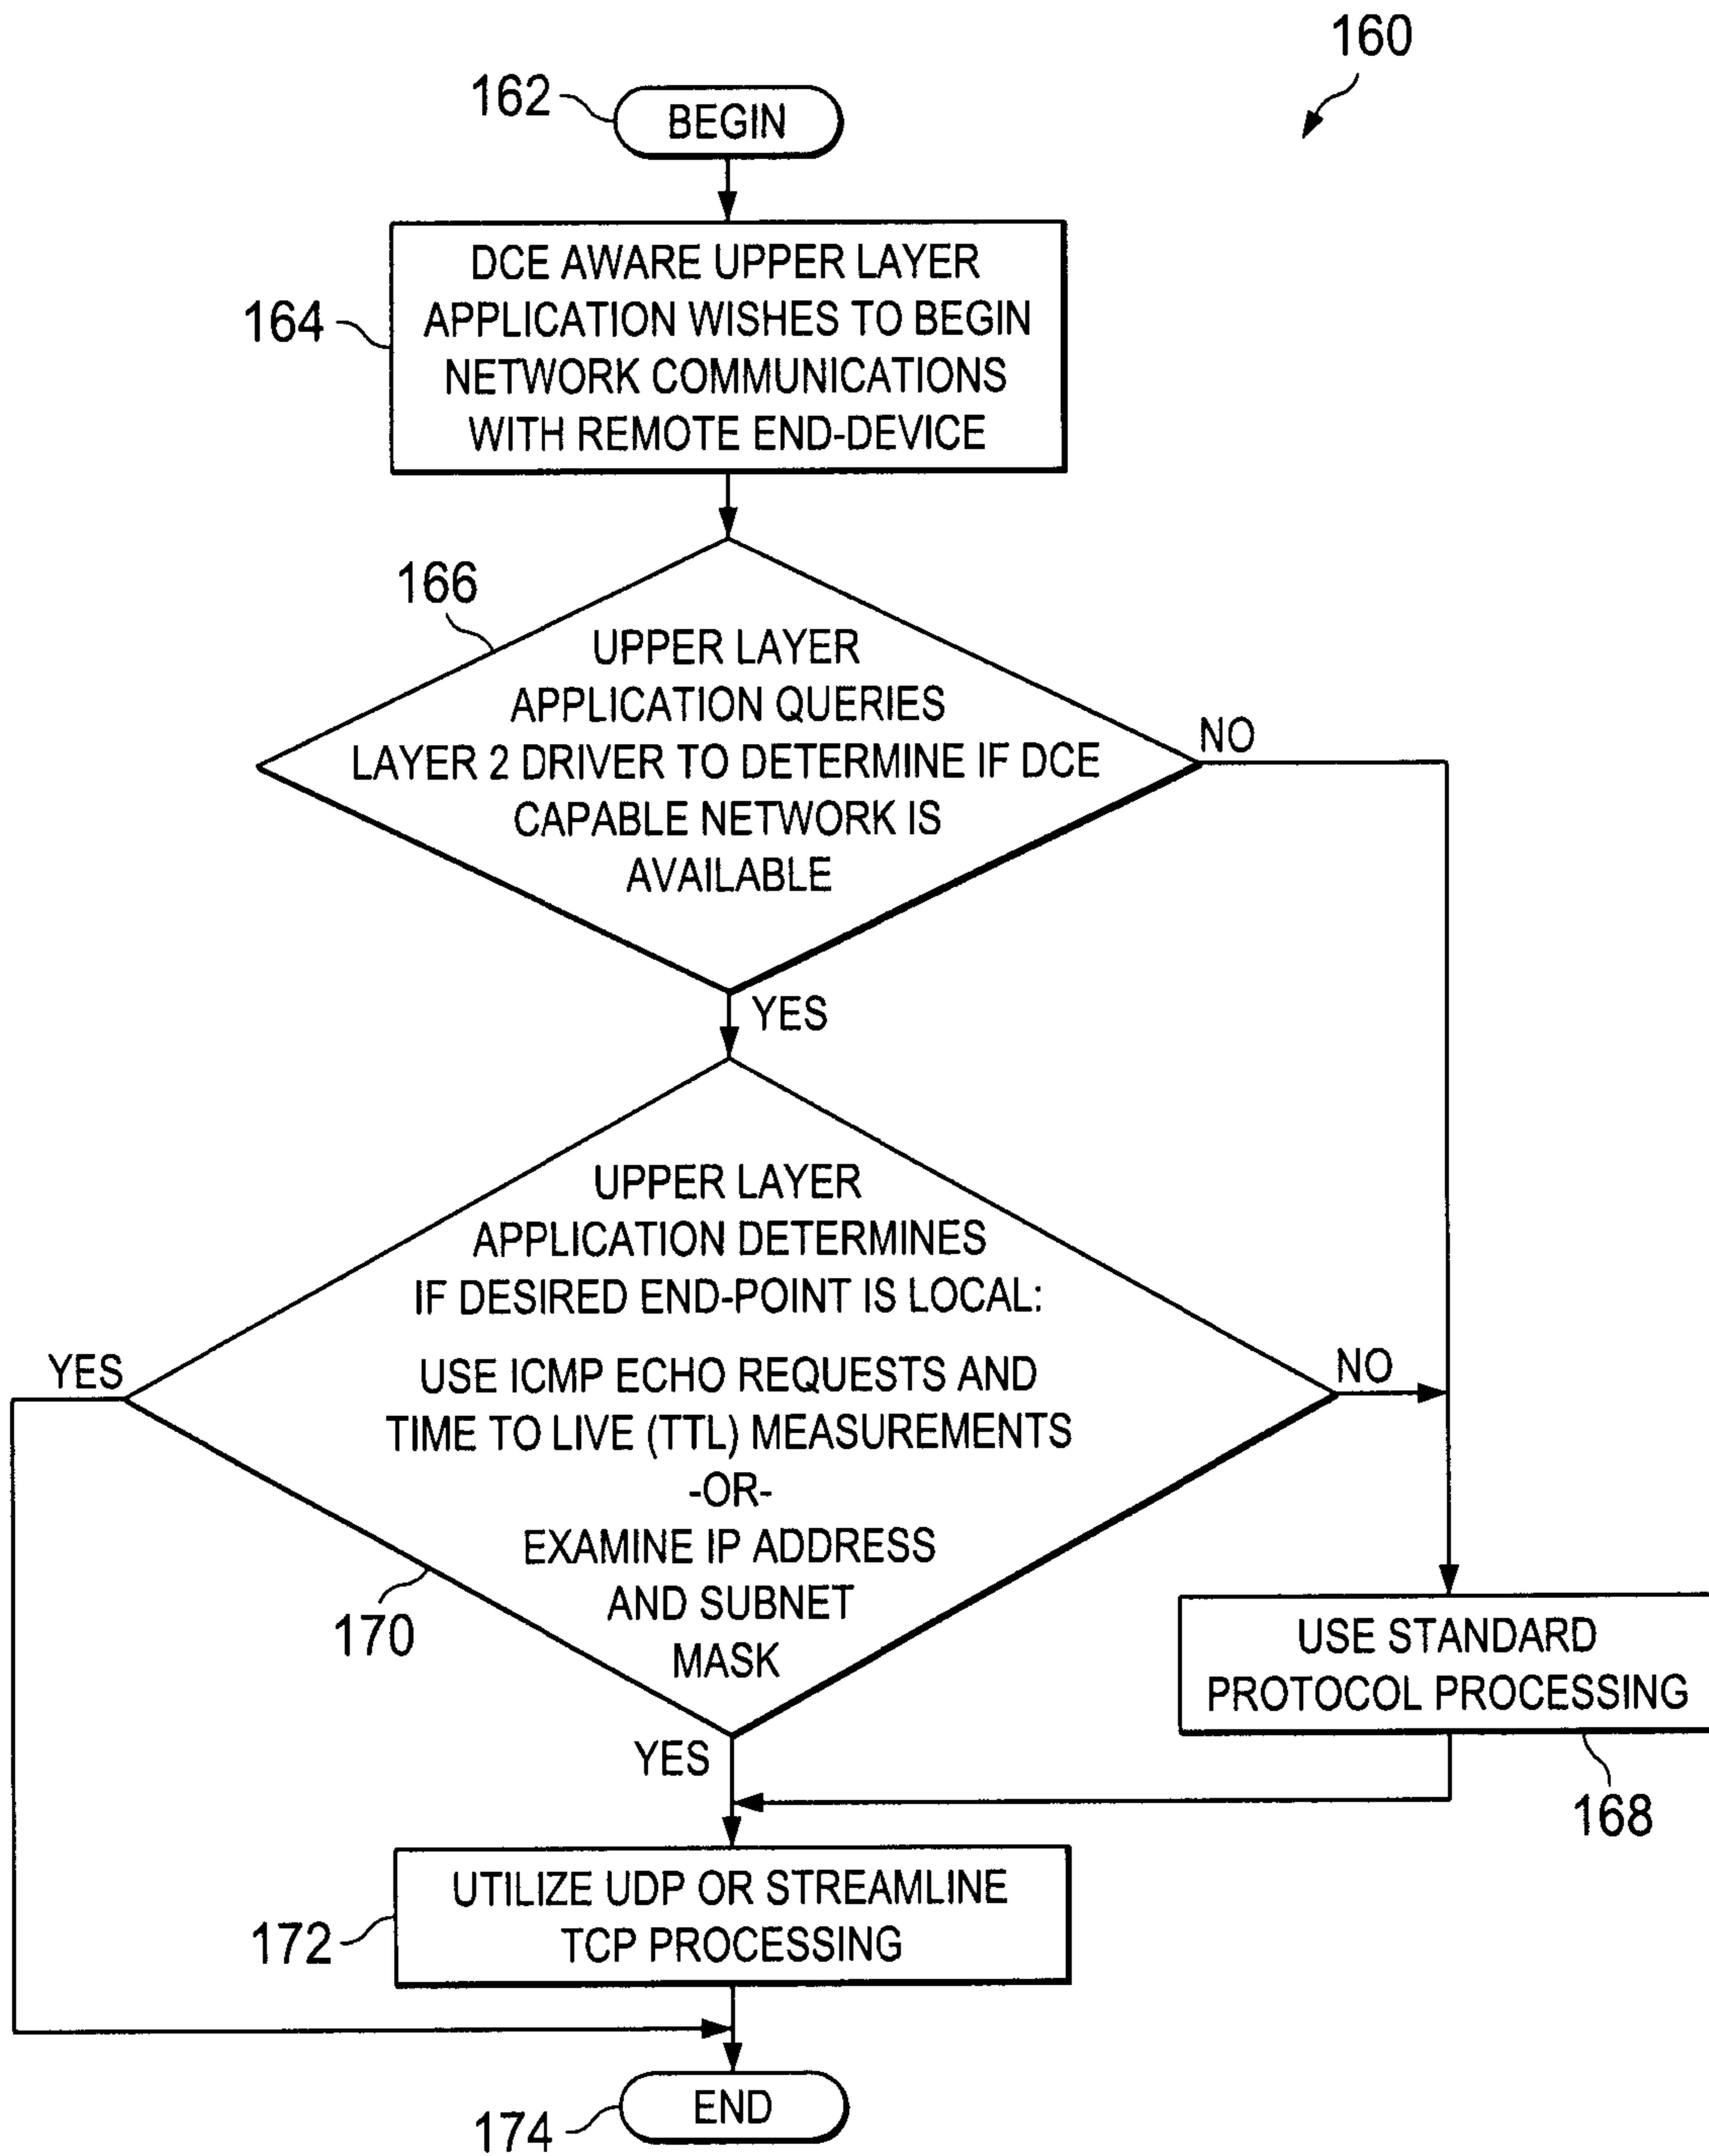 160
162
BEGIN
164
DCE AWARE UPPER LAYER
APPLICATION WISHES TO BEGIN
NETWORK COMMUNICATIONS
WITH REMOTE END-DEVICE
166
UPPER LAYER
APPLICATION QUERIES
LAYER 2 DRIVER TO DETERMINE IF DCE
CAPABLE NETWORK IS
AVAILABLE
NO
YES
UPPER LAYER
APPLICATION DETERMINES
IF DESIRED END-POINT IS LOCAL:
USE ICMP ECHO REQUESTS AND
TIME TO LIVE (TTL) MEASUREMENTS
-OR-
EXAMINE IP ADDRESS
AND SUBNET
MASK
YES
NO
170
YES
USE STANDARD
PROTOCOL PROCESSING
168
UTILIZE UDP OR STREAMLINE
TCP PROCESSING
172
END
174